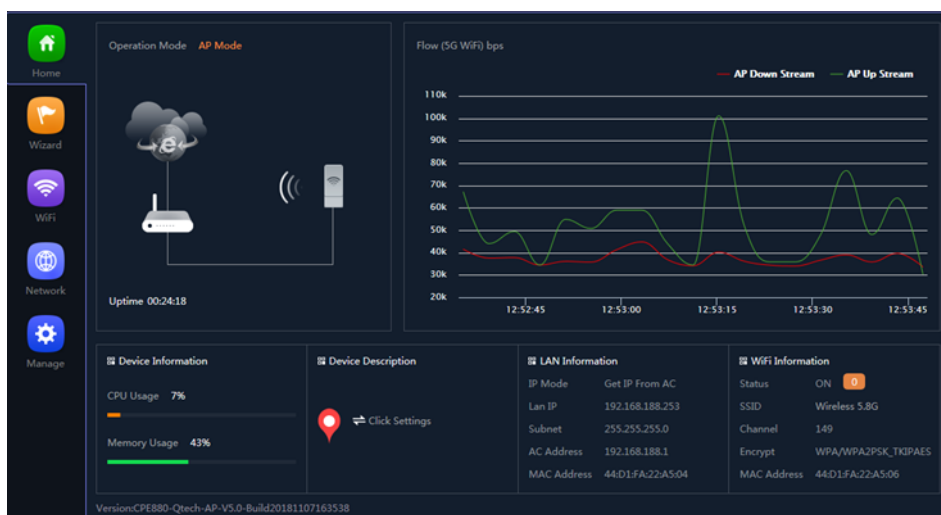 Home
Wizard
WiFi
Network
Manage
Operation Mode AP Mode
Uptime 00:24:18
Flow (5G WiFi) bps
AP Down Stream AP Up Stream
110k
100k
90k
80k
70k
60k
50k
40k
30k
20k
12:52:45 12:53:00 12:53:15 12:53:30 12:53:45
Device Information
CPU Usage 7%
Memory Usage 43%
Device Description
Click Settings
LAN Information
IP Mode Get IP From AC
Lan IP 192.168.188.253
Subnet 255.255.255.0
AC Address 192.168.188.1
MAC Address 44:D1:FA:22:A5:04
WiFi Information
Status ON 0
SSID Wireless 5.8G
Channel 149
Encrypt WPA/WPA2PSK_TKIPAES
MAC Address 44:D1:FA:22:A5:06
Version:CPE880-Qtech-AP-V5.0-Build20181107163538